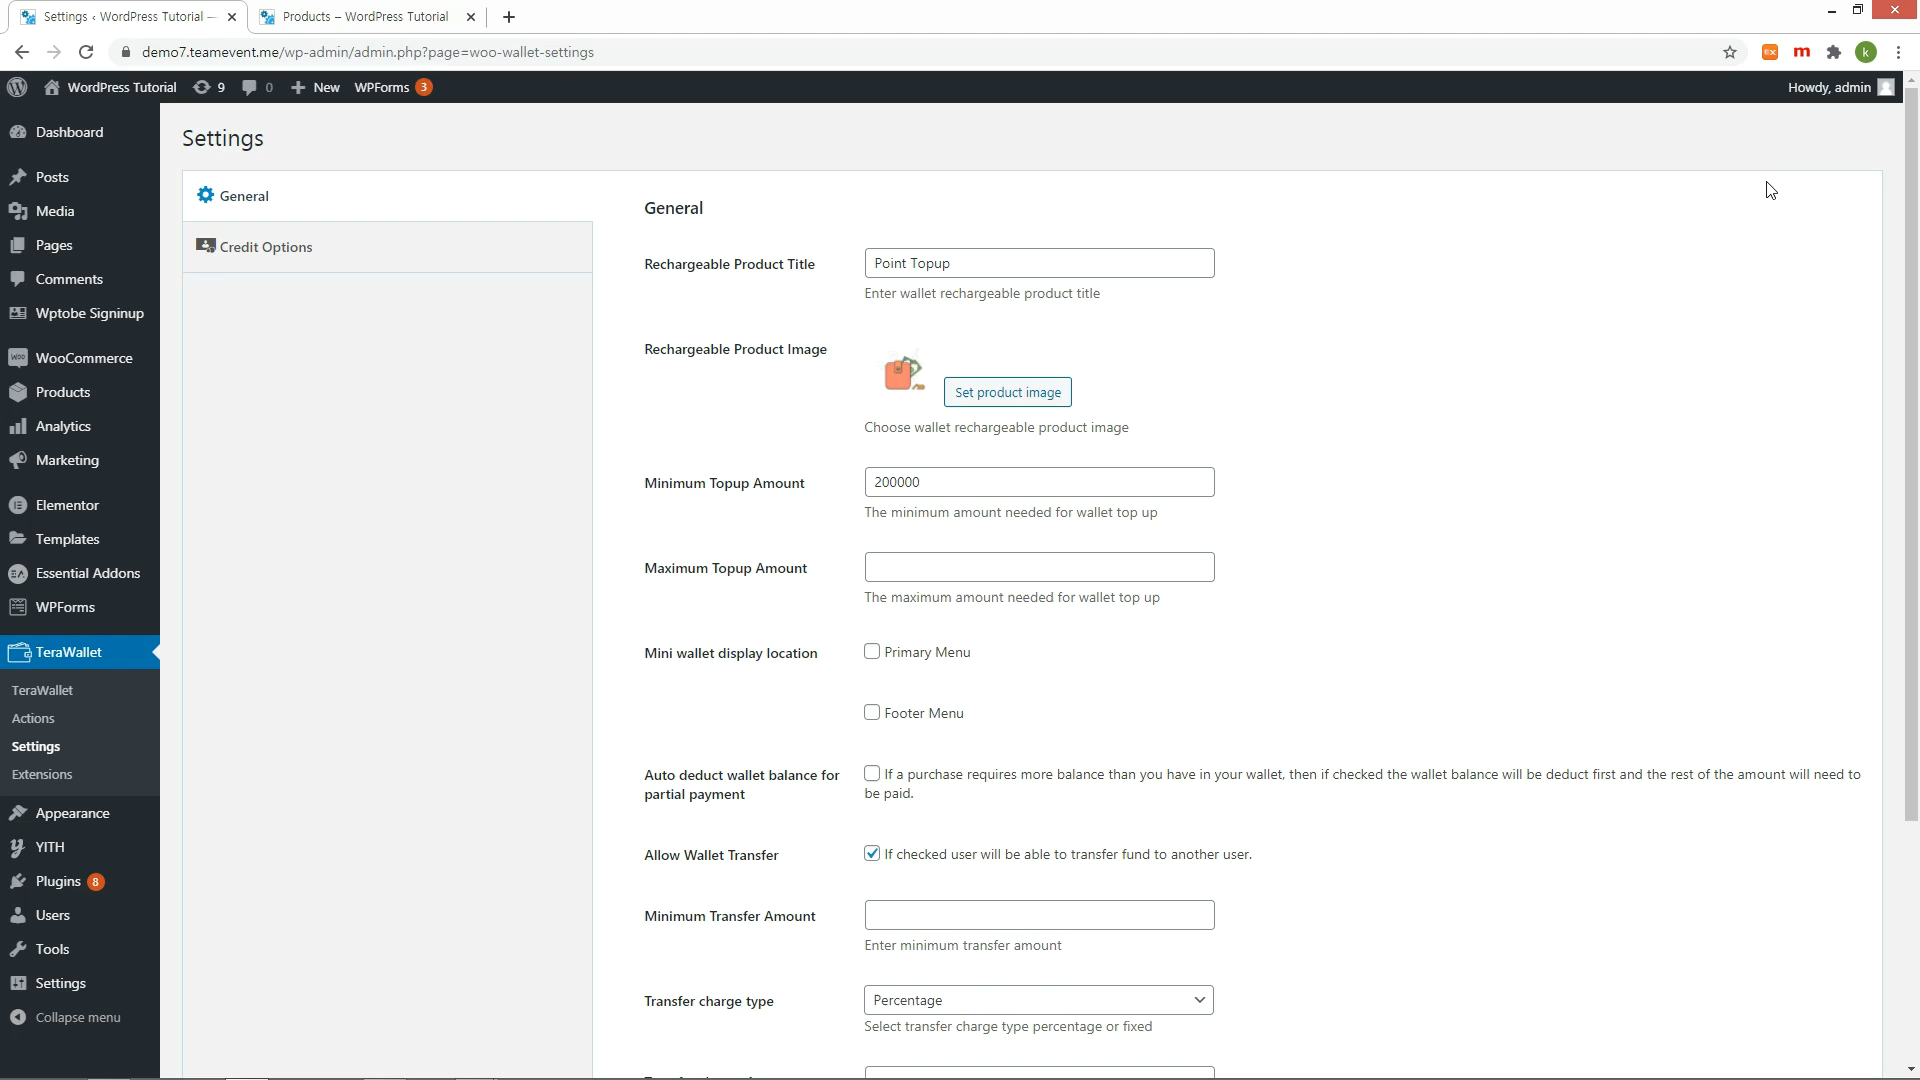 Settings ‹ WordPress Tutorial —
Products – WordPress Tutorial
demo7.teamevent.me/wp-admin/admin.php?page=woo-wallet-settings
ex
m
k
WordPress Tutorial
9
0
New
WPForms 3
Howdy, admin
Dashboard
Posts
Media
Pages
Comments
Wptobe Signinup
WooCommerce
Products
Analytics
Marketing
Elementor
Templates
Essential Addons
WPForms
TeraWallet
TeraWallet
Actions
Settings
Extensions
Appearance
YITH
Plugins 8
Users
Tools
Settings
Collapse menu
Settings
General
Credit Options
General
Rechargeable Product Title
Point Topup
Enter wallet rechargeable product title
Rechargeable Product Image
Set product image
Choose wallet rechargeable product image
Minimum Topup Amount
200000
The minimum amount needed for wallet top up
Maximum Topup Amount
The maximum amount needed for wallet top up
Mini wallet display location
Primary Menu
Footer Menu
Auto deduct wallet balance for
partial payment
If a purchase requires more balance than you have in your wallet, then if checked the wallet balance will be deduct first and the rest of the amount will need to
be paid.
Allow Wallet Transfer
If checked user will be able to transfer fund to another user.
Minimum Transfer Amount
Enter minimum transfer amount
Transfer charge type
Percentage
Select transfer charge type percentage or fixed